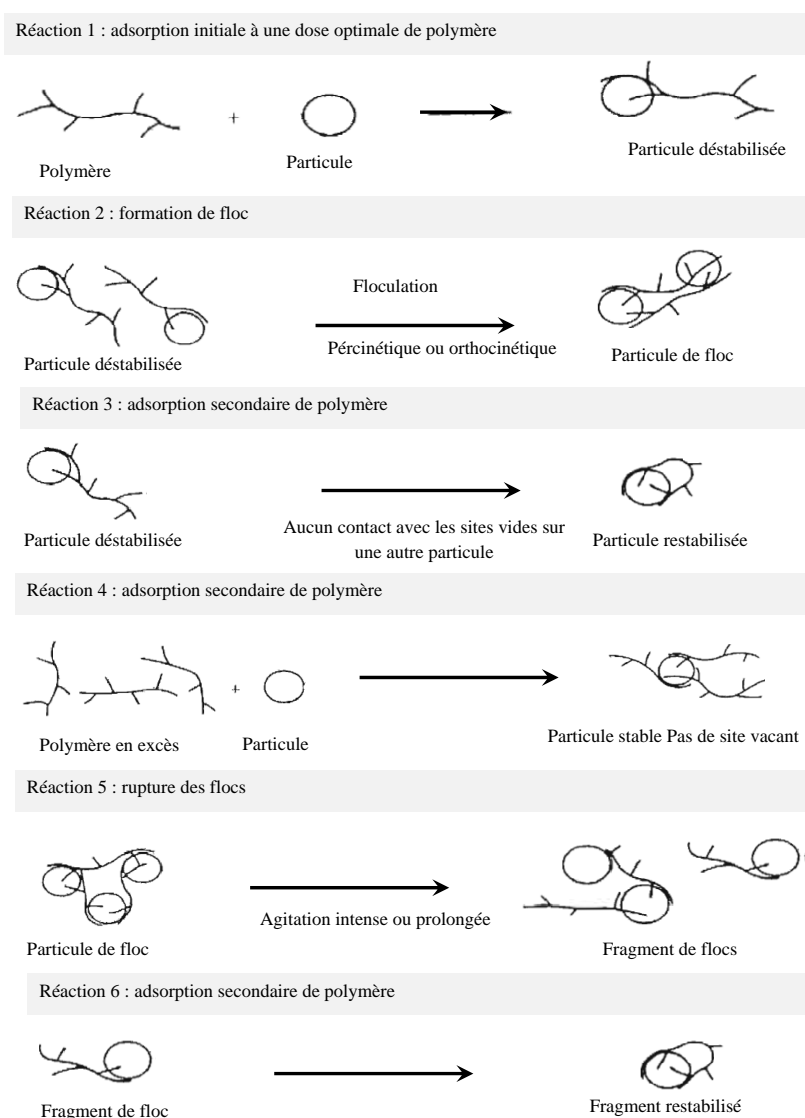 Réaction 1 : adsorption initiale à une dose optimale de polymère
+
Polymère
Particule
Particule déstabilisée
Réaction 2 : formation de floc
Floculation
Pércinétique ou orthocinétique
Particule déstabilisée
Particule de floc
Réaction 3 : adsorption secondaire de polymère
Particule déstabilisée
Aucun contact avec les sites vides sur
une autre particule
Particule restabilisée
Réaction 4 : adsorption secondaire de polymère
+
Polymère en excès
Particule
Particule stable Pas de site vacant
Réaction 5 : rupture des flocs
Agitation intense ou prolongée
Particule de floc
Fragment de flocs
Réaction 6 : adsorption secondaire de polymère
Fragment de floc
Fragment restabilisé